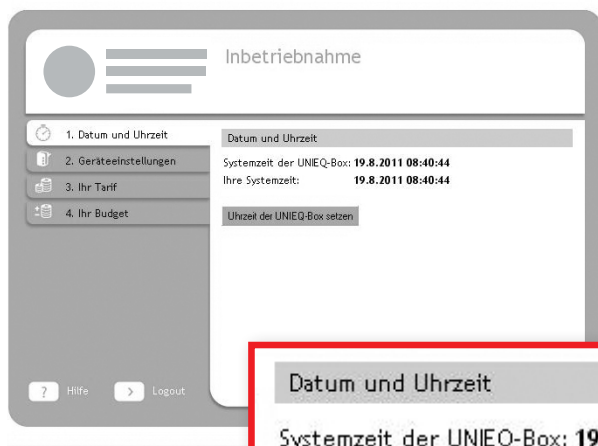 Inbetriebnahme
1. Datum und Uhrzeit
2. Geräteeinstellungen
3. Ihr Tarif
4. Ihr Budget
Datum und Uhrzeit
Systemzeit der UNIEQ-Box: 19.8.2011 08:40:44
Ihre Systemzeit: 19.8.2011 08:40:44
Uhrzeit der UNIEQ-Box setzen
? Hilfe > Logout
Datum und Uhrzeit
Systemzeit der UNIEQ-Box: 19